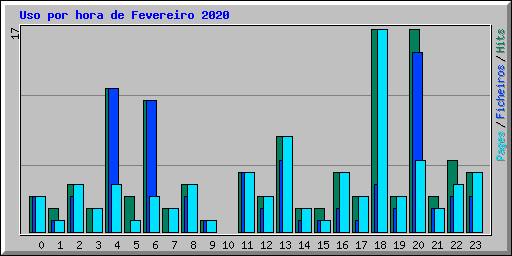 Uso por hora de Fevereiro 2020
17
0 1 2 3 4 5 6 7 8 9 10 11 12 13 14 15 16 17 18 19 20 21 22 23
Pages / Ficheiros / Hits